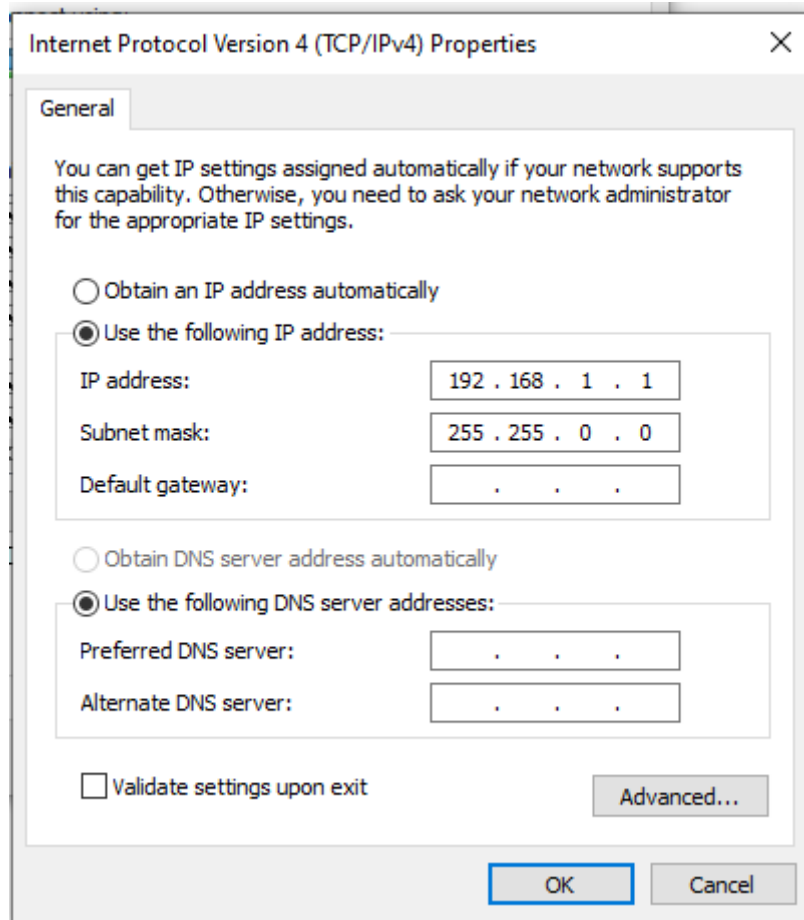 Internet Protocol Version 4 (TCP/IPv4) Properties
General
You can get IP settings assigned automatically if your network supports
this capability. Otherwise, you need to ask your network administrator
for the appropriate IP settings.
Obtain an IP address automatically
Use the following IP address:
IP address: 192 . 168 . 1 . 1
Subnet mask: 255 . 255 . 0 . 0
Default gateway: . . .
Obtain DNS server address automatically
Use the following DNS server addresses:
Preferred DNS server: . . .
Alternate DNS server: . . .
Validate settings upon exit
Advanced...
OK Cancel